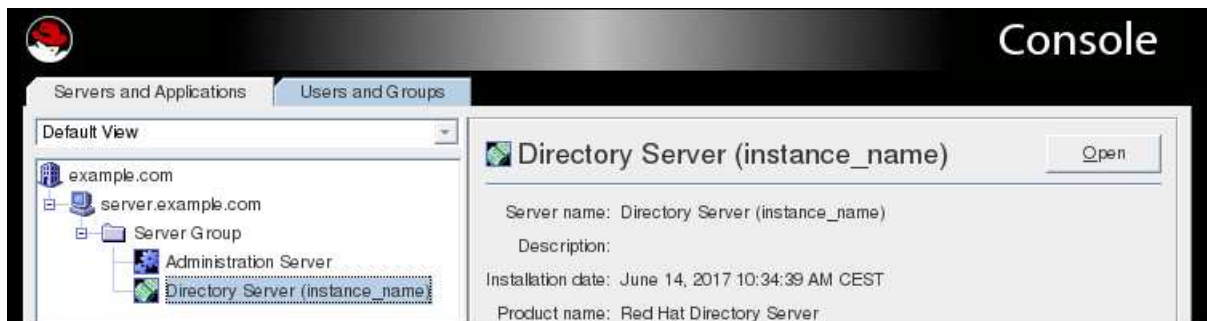 Console
Servers and Applications
Users and Groups
Default View
example.com
server.example.com
Server Group
Administration Server
Directory Server (instance_name)
Directory Server (instance_name)
Open
Server name: Directory Server (instance_name)
Description:
Installation date: June 14, 2017 10:34:39 AM CEST
Product name: Red Hat Directory Server